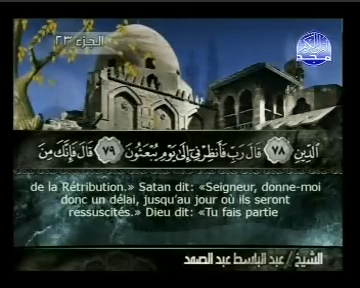 الجزء ٢٣
الدِّينِ ٧٨ قَالَ رَبِّ فَأَنظِرْنِي إِلَى يَوْمِ يُبْعَثُونَ ٧٩ قَالَ فَإِنَّكَ مِنَ
de la Rétribution.» Satan dit: «Seigneur, donne-moi
donc un délai, jusqu'au jour où ils seront
ressuscités.» Dieu dit: «Tu fais partie
الشيخ / عبد الباسط عبد الصمد